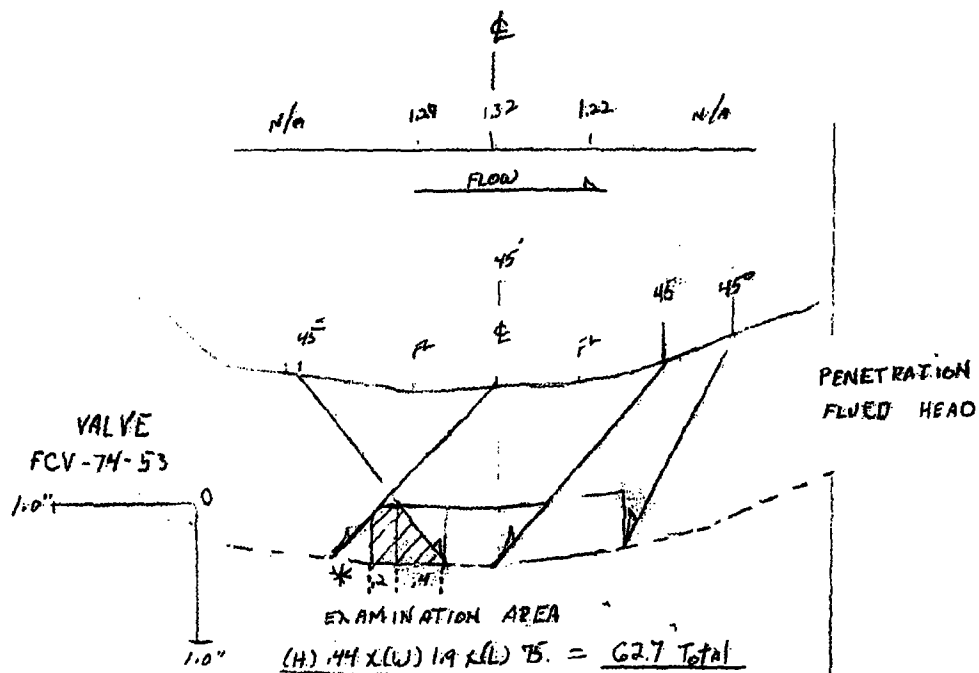 ℄
N/A 1.29 1.32 1.22 N/A
FLOW
45°
45° ℄ 45 45°
PENETRATION
FLUED HEAD
VALVE
FCV-74-53
1.0" 0
* .2 .4
EXAMINATION AREA
1.0" (H) .44 x (W) 1.9 x (L) 75. = 62.7" Total